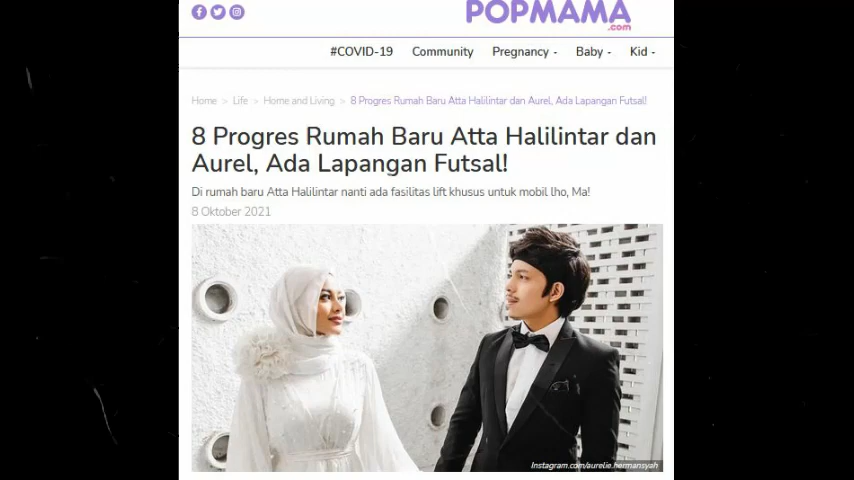 POPMAMA
.com
#COVID-19 Community Pregnancy Baby Kid
Home > Life > Home and Living > 8 Progres Rumah Baru Atta Halilintar dan Aurel, Ada Lapangan Futsal!
8 Progres Rumah Baru Atta Halilintar dan
Aurel, Ada Lapangan Futsal!
Di rumah baru Atta Halilintar nanti ada fasilitas lift khusus untuk mobil lho, Ma!
8 Oktober 2021
Instagram.com/aurelie.hermansyah